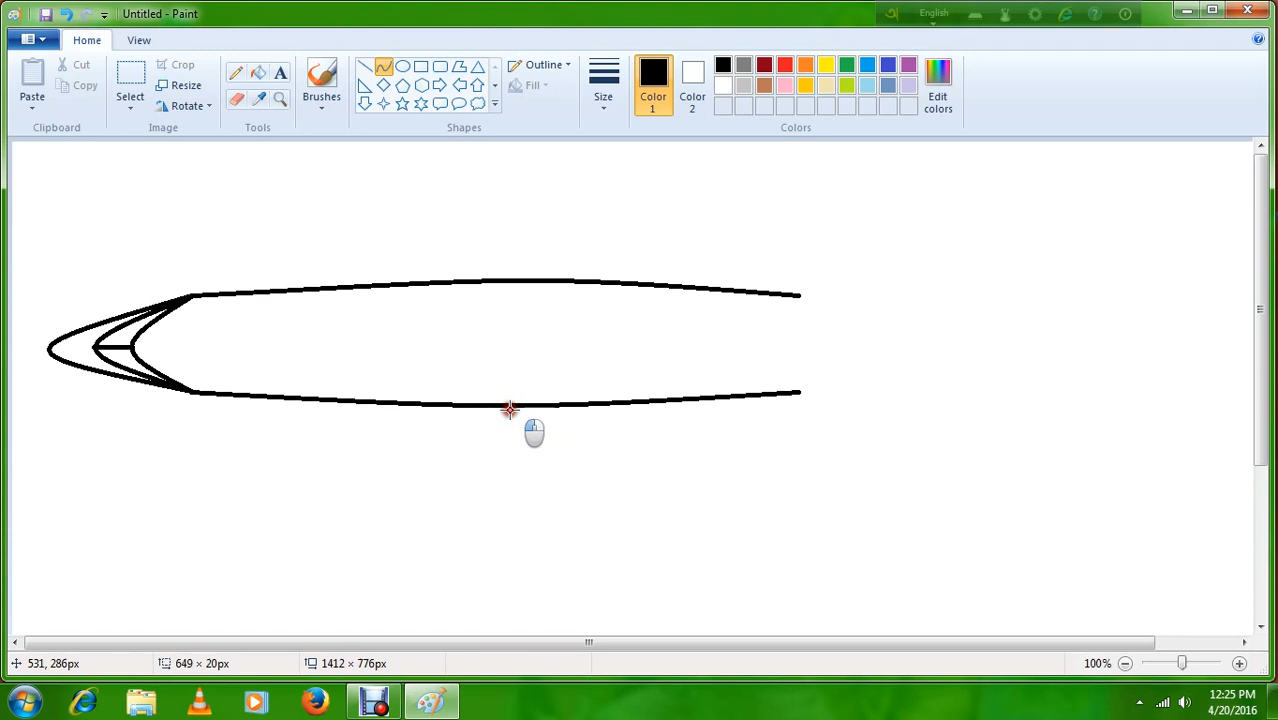 Untitled - Paint
English
Home
View
Paste
Cut
Copy
Clipboard
Select
Crop
Resize
Rotate
Image
A
Tools
Brushes
Outline
Fill
Shapes
Size
Color 1
Color 2
Edit colors
Colors
531, 286px
649 × 20px
1412 × 776px
100%
12:25 PM
4/20/2016